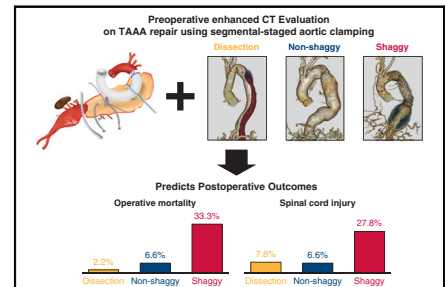 Preoperative enhanced CT Evaluation
on TAAA repair using segmental-staged aortic clamping
Dissection Non-shaggy Shaggy
Predicts Postoperative Outcomes
Operative mortality Spinal cord injury
33.3%
27.8%
2.2% 6.6% 7.8% 6.6%
Dissection Non-shaggy Shaggy Dissection Non-shaggy Shaggy